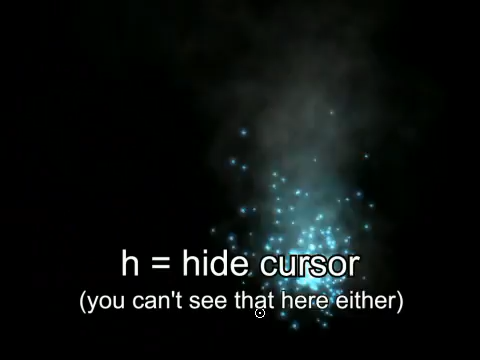 h = hide cursor
(you can't see that here either)